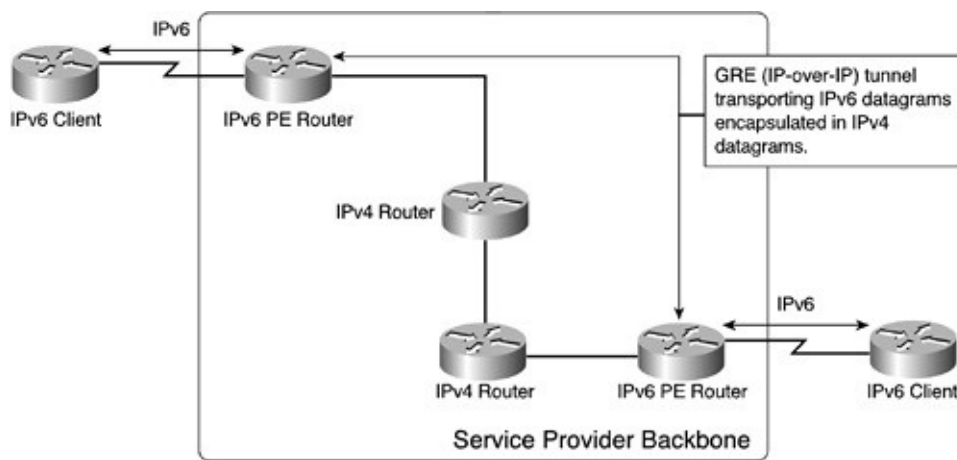 IPv6
IPv6 Client
IPv6 PE Router
GRE (IP-over-IP) tunnel
transporting IPv6 datagrams
encapsulated in IPv4
datagrams.
IPv4 Router
IPv6
IPv4 Router
IPv6 PE Router
IPv6 Client
Service Provider Backbone